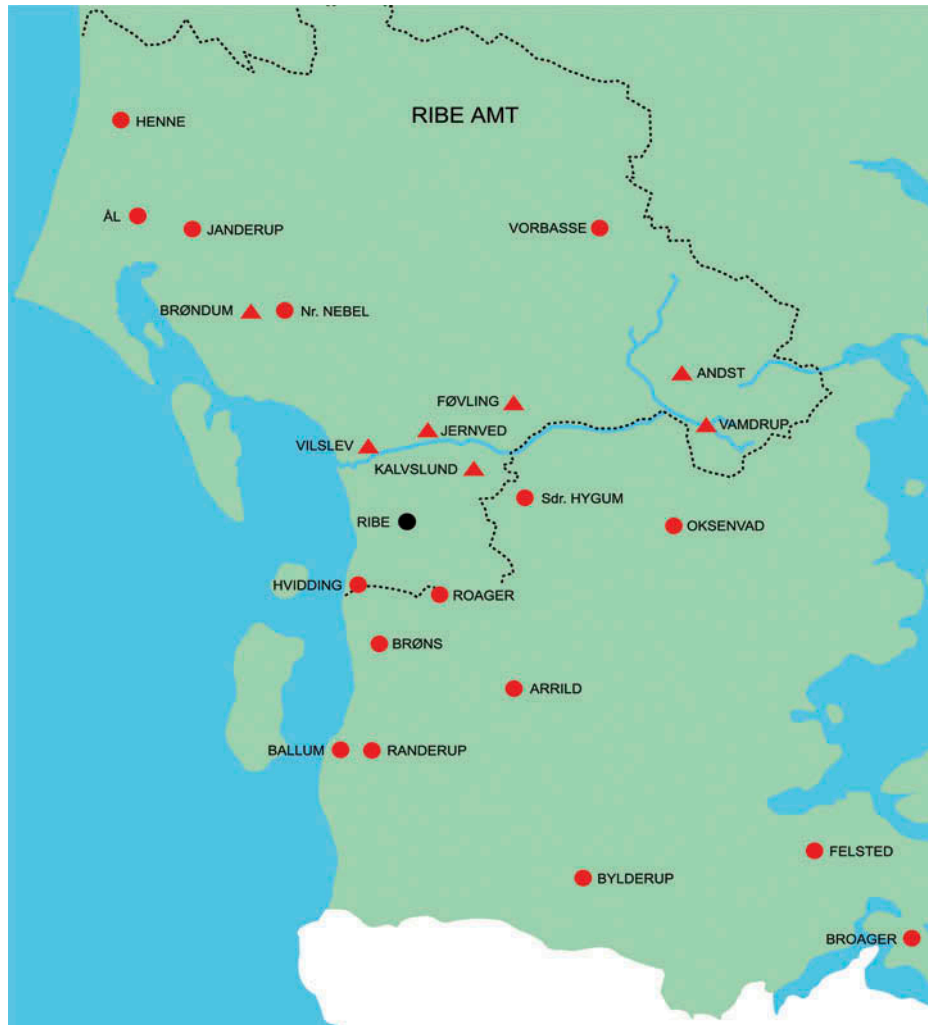 RIBE AMT
HENNE
ÅL
JANDERUP
VORBASSE
BRØNDUM
Nr. NEBEL
ANDST
FØVLING
VAMDRUP
JERNVED
VILSLEV
KALVSLUND
Sdr. HYGUM
RIBE
OKSENVAD
HVIDDING
ROAGER
BRØNS
ARRILD
BALLUM
RANDERUP
FELSTED
BYLDERUP
BROAGER